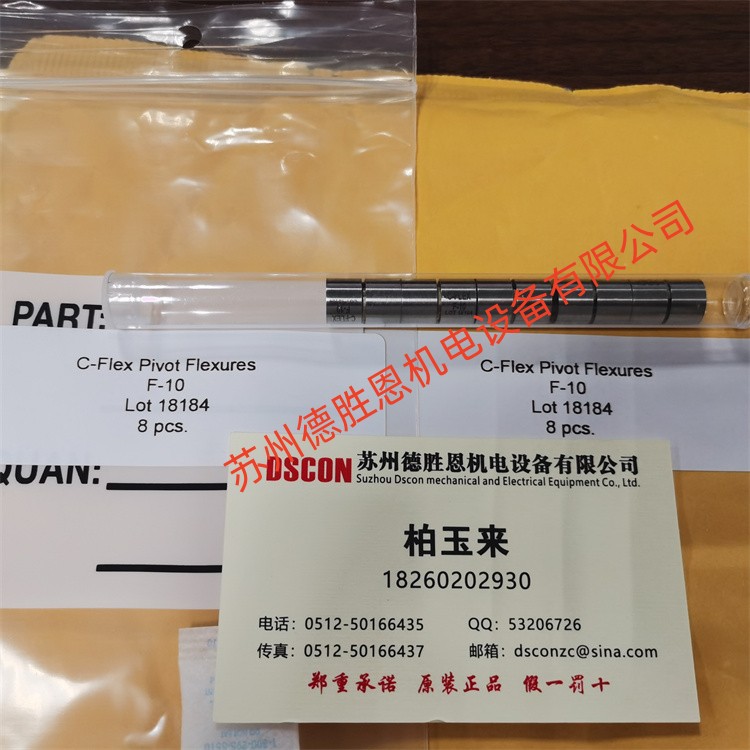 PART:
C-Flex Pivot Flexures
F-10
Lot 18184
8 pcs.
C-Flex Pivot Flexures
F-10
Lot 18184
8 pcs.
QUAN:
苏州德胜恩机电设备有限公司
DSCON 苏州德胜恩机电设备有限公司
Suzhou Dscon mechanical and Electrical Equipment Co., Ltd.
柏玉来
18260202930
电话：0512-50166435 QQ：53206726
传真：0512-50166437 邮箱：dsconzc@sina.com
郑重承诺 原装正品 假一罚十